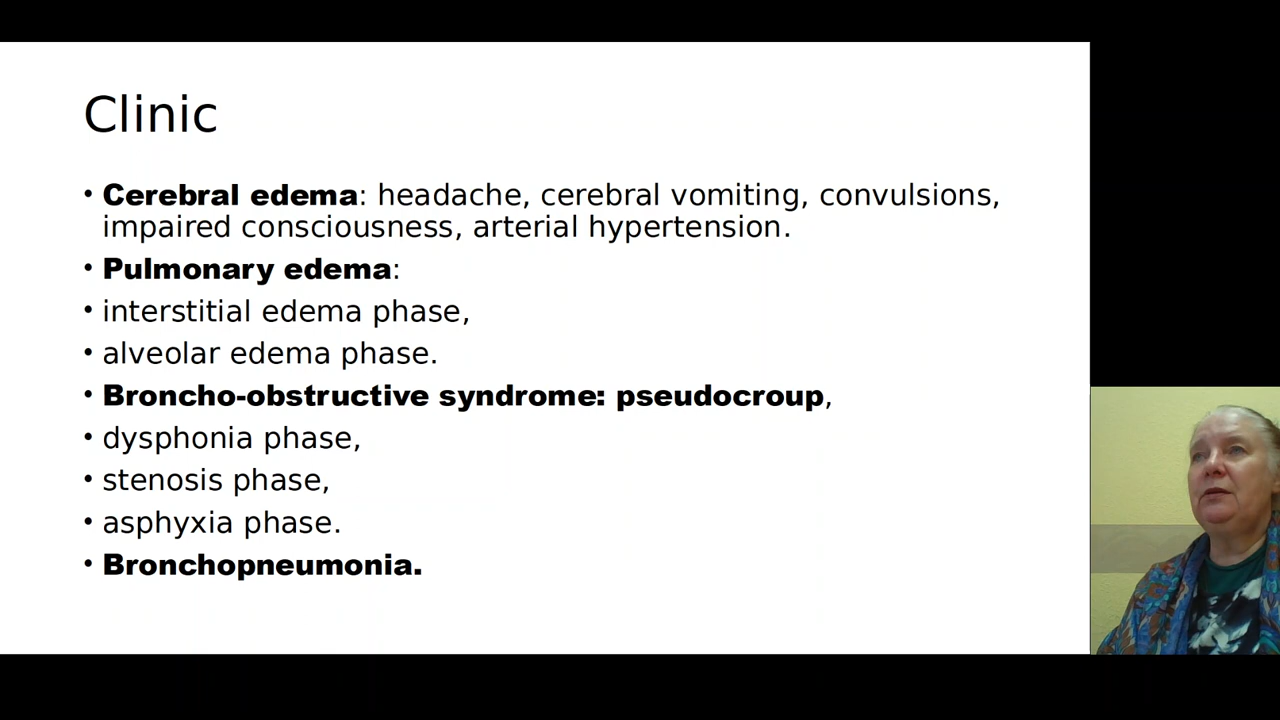 Clinic
• Cerebral edema: headache, cerebral vomiting, convulsions,
impaired consciousness, arterial hypertension.
• Pulmonary edema:
• interstitial edema phase,
• alveolar edema phase.
• Broncho-obstructive syndrome: pseudocroup,
• dysphonia phase,
• stenosis phase,
• asphyxia phase.
• Bronchopneumonia.